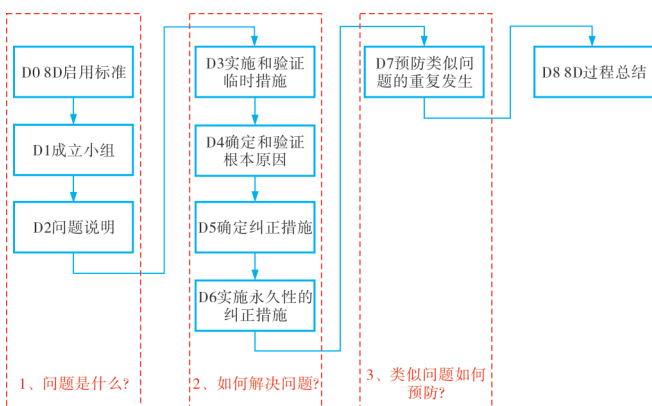 D0 8D启用标准
D1成立小组
D2问题说明
1、问题是什么?
D3实施和验证
临时措施
D4确定和验证
根本原因
D5确定纠正措施
D6实施永久性的
纠正措施
2、如何解决问题?
D7预防类似问
题的重复发生
3、类似问题如何
预防?
D8 8D过程总结